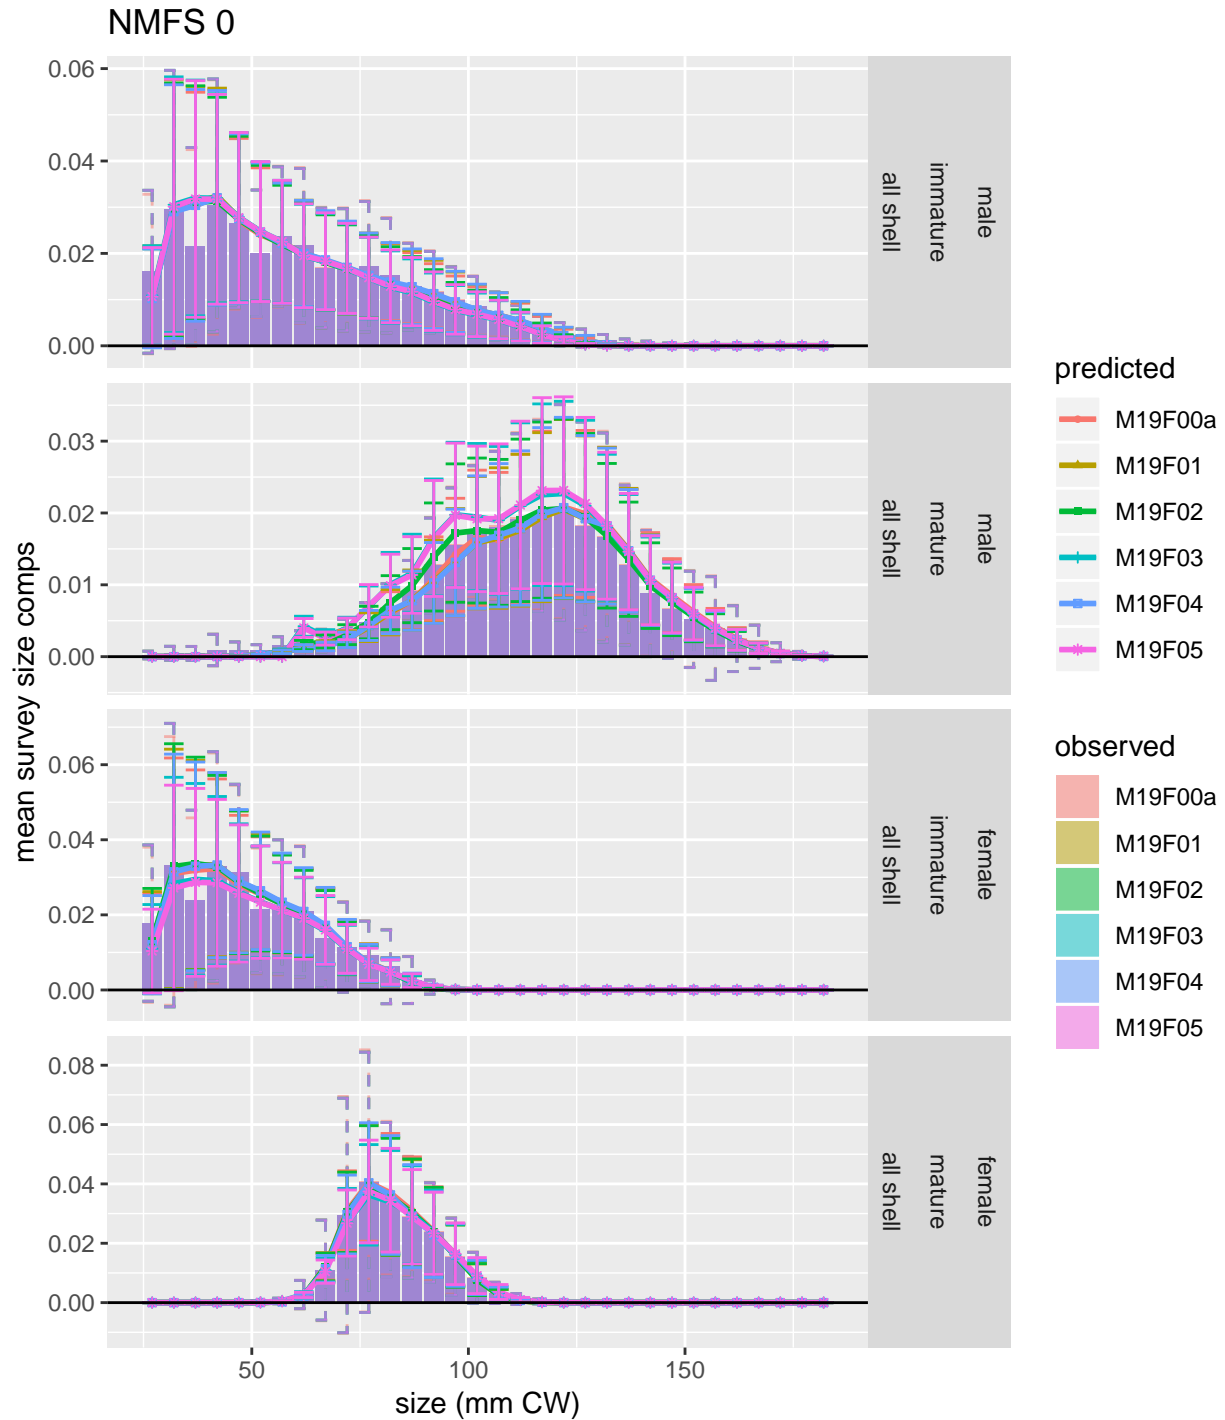 NMFS 0
mean survey size comps
0.06
0.04
0.02
0.00
male
immature
all shell
0.03
0.02
0.01
0.00
male
mature
all shell
0.06
0.04
0.02
0.00
female
immature
all shell
0.08
0.06
0.04
0.02
0.00
female
mature
all shell
50
100
150
size (mm CW)
predicted
M19F00a
M19F01
M19F02
M19F03
M19F04
M19F05
observed
M19F00a
M19F01
M19F02
M19F03
M19F04
M19F05